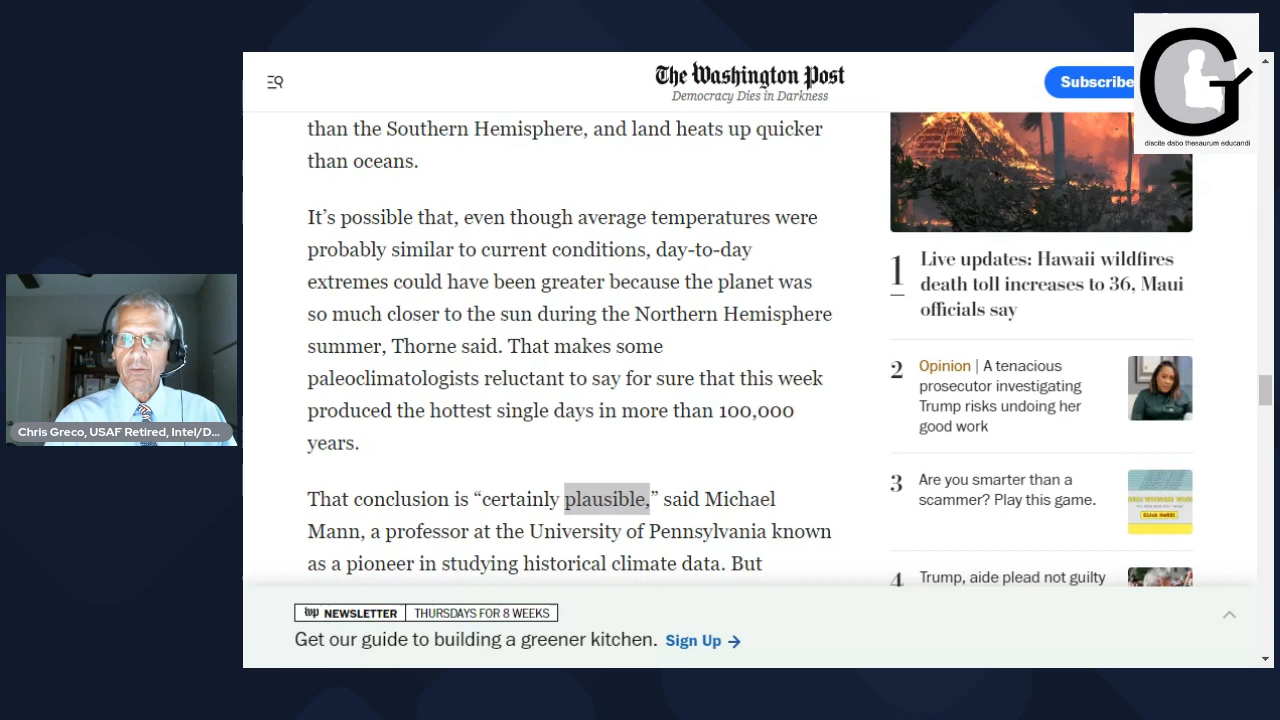 The Washington Post
Democracy Dies in Darkness
Subscribe
G
discite dabo thesaurum educandi
than the Southern Hemisphere, and land heats up quicker
than oceans.
It’s possible that, even though average temperatures were
probably similar to current conditions, day-to-day
extremes could have been greater because the planet was
so much closer to the sun during the Northern Hemisphere
summer, Thorne said. That makes some
paleoclimatologists reluctant to say for sure that this week
produced the hottest single days in more than 100,000
years.
That conclusion is “certainly plausible,” said Michael
Mann, a professor at the University of Pennsylvania known
as a pioneer in studying historical climate data. But
1
Live updates: Hawaii wildfires
death toll increases to 36, Maui
officials say
2
Opinion | A tenacious
prosecutor investigating
Trump risks undoing her
good work
3
Are you smarter than a
scammer? Play this game.
4
Trump, aide plead not guilty
Chris Greco, USAF Retired, Intel/D...
wp NEWSLETTER THURSDAYS FOR 8 WEEKS
Get our guide to building a greener kitchen. Sign Up →